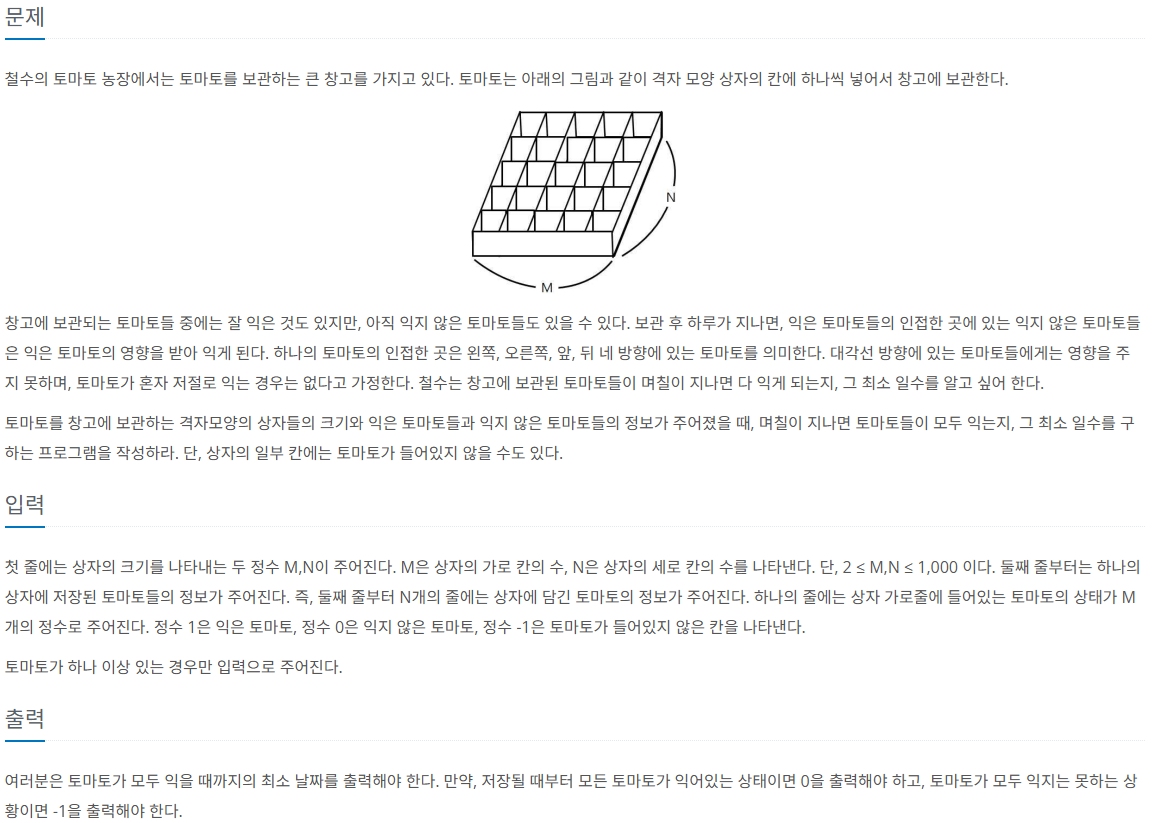 문제
철수의 토마토 농장에서는 토마토를 보관하는 큰 창고를 가지고 있다. 토마토는 아래의 그림과 같이 격자 모양 상자의 칸에 하나씩 넣어서 창고에 보관한다.
N
M
창고에 보관되는 토마토들 중에는 잘 익은 것도 있지만, 아직 익지 않은 토마토들도 있을 수 있다. 보관 후 하루가 지나면, 익은 토마토들의 인접한 곳에 있는 익지 않은 토마토들
은 익은 토마토의 영향을 받아 익게 된다. 하나의 토마토의 인접한 곳은 왼쪽, 오른쪽, 앞, 뒤 네 방향에 있는 토마토를 의미한다. 대각선 방향에 있는 토마토들에게는 영향을 주
지 못하며, 토마토가 혼자 저절로 익는 경우는 없다고 가정한다. 철수는 창고에 보관된 토마토들이 며칠이 지나면 다 익게 되는지, 그 최소 일수를 알고 싶어 한다.
토마토를 창고에 보관하는 격자모양의 상자들의 크기와 익은 토마토들과 익지 않은 토마토들의 정보가 주어졌을 때, 며칠이 지나면 토마토들이 모두 익는지, 그 최소 일수를 구
하는 프로그램을 작성하라. 단, 상자의 일부 칸에는 토마토가 들어있지 않을 수도 있다.
입력
첫 줄에는 상자의 크기를 나타내는 두 정수 M,N이 주어진다. M은 상자의 가로 칸의 수, N은 상자의 세로 칸의 수를 나타낸다. 단, 2 ≤ M,N ≤ 1,000 이다. 둘째 줄부터는 하나의
상자에 저장된 토마토들의 정보가 주어진다. 즉, 둘째 줄부터 N개의 줄에는 상자에 담긴 토마토의 정보가 주어진다. 하나의 줄에는 상자 가로줄에 들어있는 토마토의 상태가 M
개의 정수로 주어진다. 정수 1은 익은 토마토, 정수 0은 익지 않은 토마토, 정수 -1은 토마토가 들어있지 않은 칸을 나타낸다.
토마토가 하나 이상 있는 경우만 입력으로 주어진다.
출력
여러분은 토마토가 모두 익을 때까지의 최소 날짜를 출력해야 한다. 만약, 저장될 때부터 모든 토마토가 익어있는 상태이면 0을 출력해야 하고, 토마토가 모두 익지는 못하는 상
황이면 -1을 출력해야 한다.